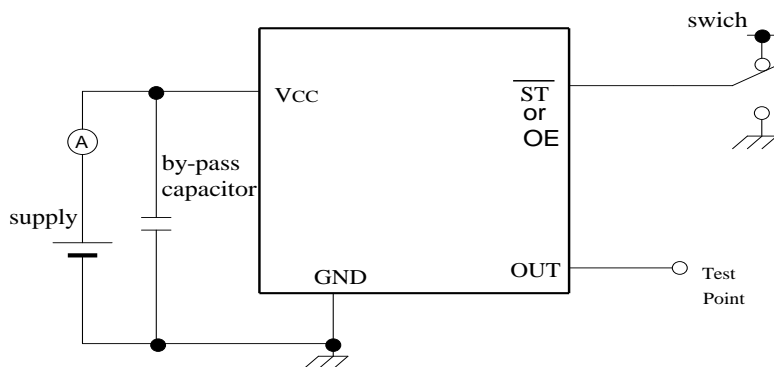 swich
VCC
ST
or
OE
A
by-pass
capacitor
supply
GND
OUT
Test
Point